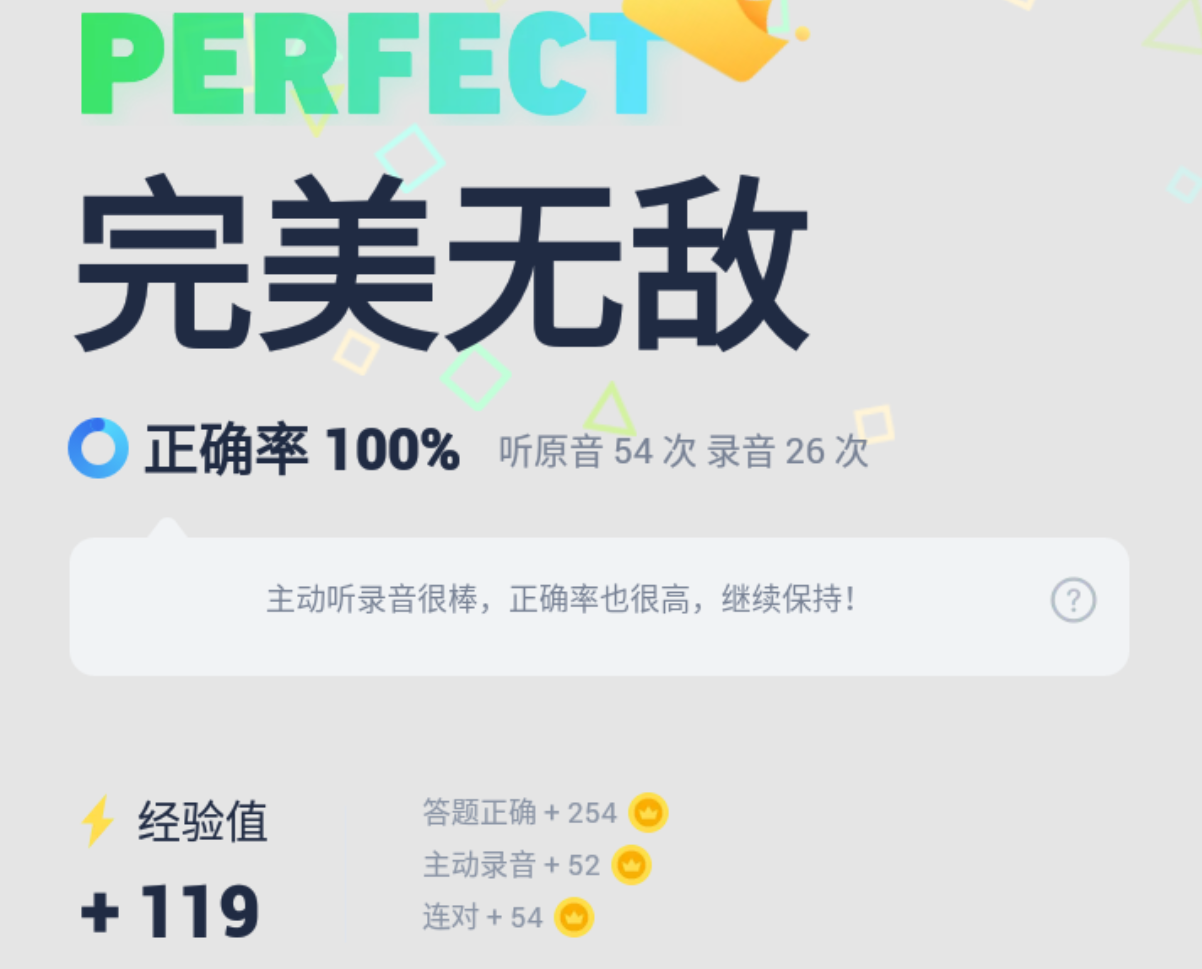 PERFECT
完美无敌
正确率 100% 听原音 54 次 录音 26 次
主动听录音很棒，正确率也很高，继续保持！
?
经验值
+ 119
答题正确 + 254
主动录音 + 52
连对 + 54